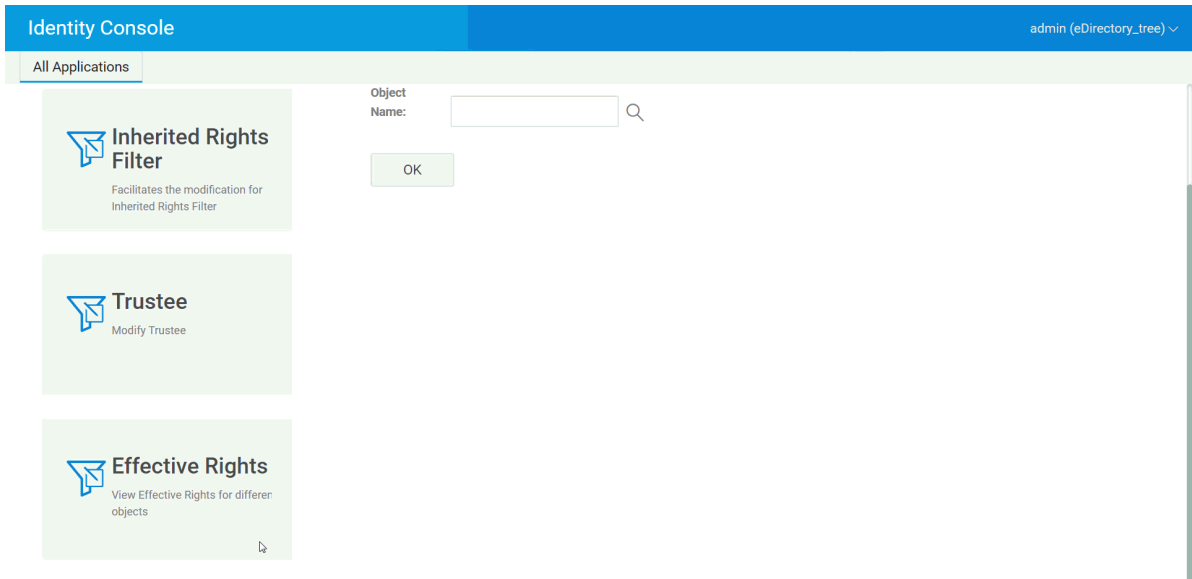 Identity Console
admin (eDirectory_tree)
All Applications
Inherited Rights
Filter
Facilitates the modification for
Inherited Rights Filter
Trustee
Modify Trustee
Effective Rights
View Effective Rights for differen
objects
Object
Name:
OK